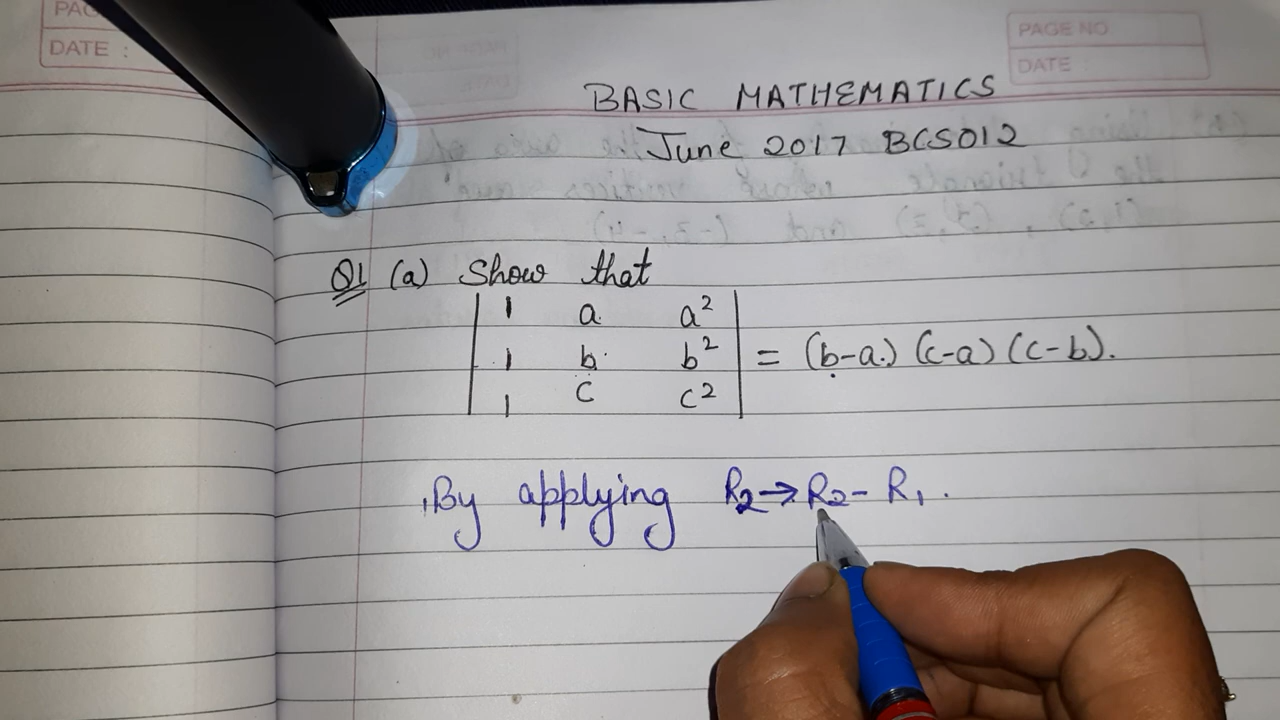 PAG
DATE :
PAGE NO
DATE
BASIC MATHEMATICS
June 2017 BCS012
Q1 (a) Show that
| 1 a a² |
| 1 b b² | = (b-a) (c-a) (c-b).
| 1 c c² |
By applying R₂→R₂- R₁.